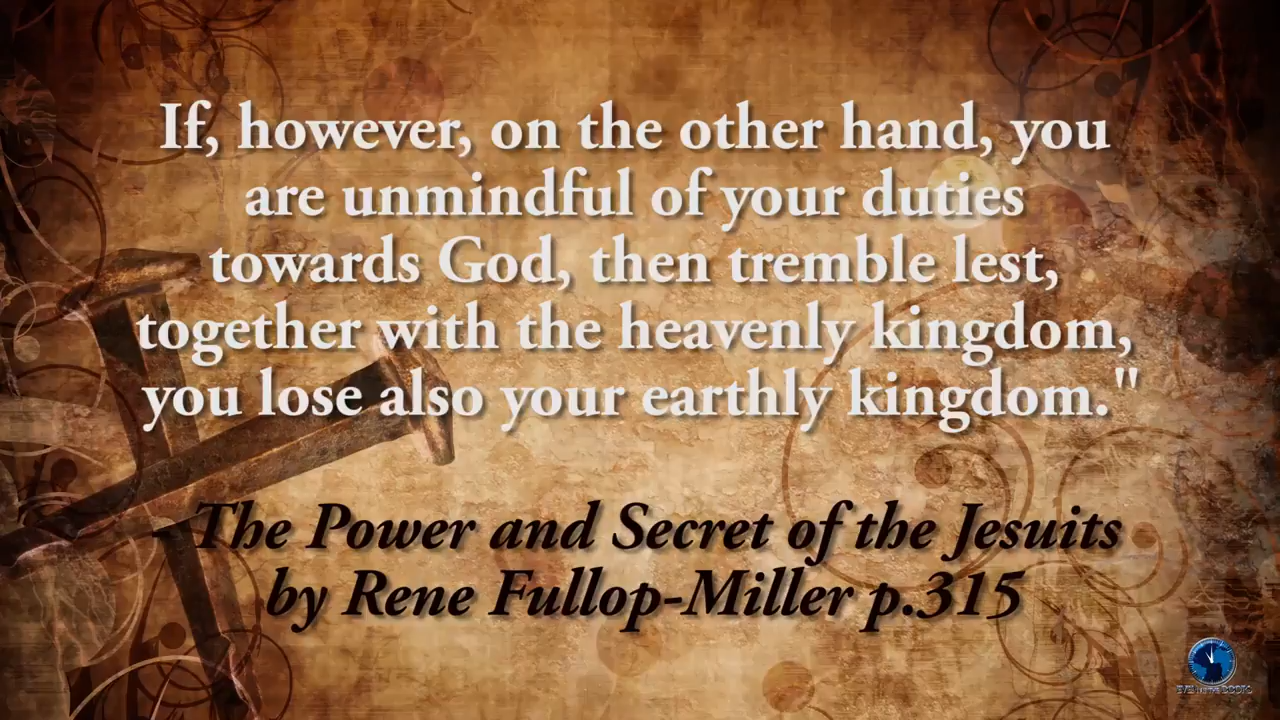 If, however, on the other hand, you
are unmindful of your duties
towards God, then tremble lest,
together with the heavenly kingdom,
you lose also your earthly kingdom."
- The Power and Secret of the Jesuits
by Rene Fullop-Miller p.315